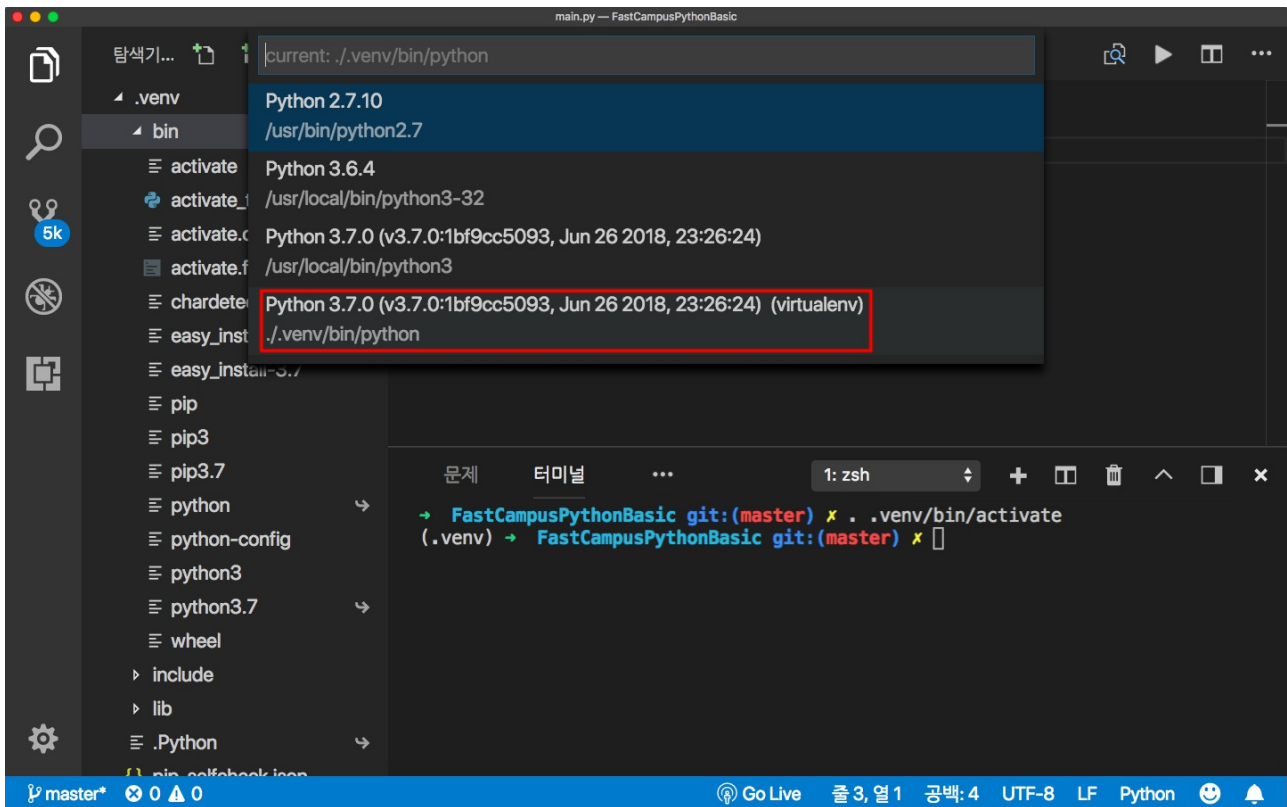 main.py — FastCampusPythonBasic
탐색기...
current: ./.venv/bin/python
Python 2.7.10
/usr/bin/python2.7
Python 3.6.4
/usr/local/bin/python3-32
Python 3.7.0 (v3.7.0:1bf9cc5093, Jun 26 2018, 23:26:24)
/usr/local/bin/python3
Python 3.7.0 (v3.7.0:1bf9cc5093, Jun 26 2018, 23:26:24) (virtualenv)
./.venv/bin/python
5k
.venv
bin
activate
activate_t
activate.c
activate.f
chardete
easy_inst
easy_install-3.7
pip
pip3
pip3.7
python
python-config
python3
python3.7
wheel
include
lib
.Python
문제 터미널 ... 1: zsh
→ FastCampusPythonBasic git:(master) ✗ . .venv/bin/activate
(.venv) → FastCampusPythonBasic git:(master) ✗
master* 0 0 Go Live 줄 3, 열 1 공백: 4 UTF-8 LF Python